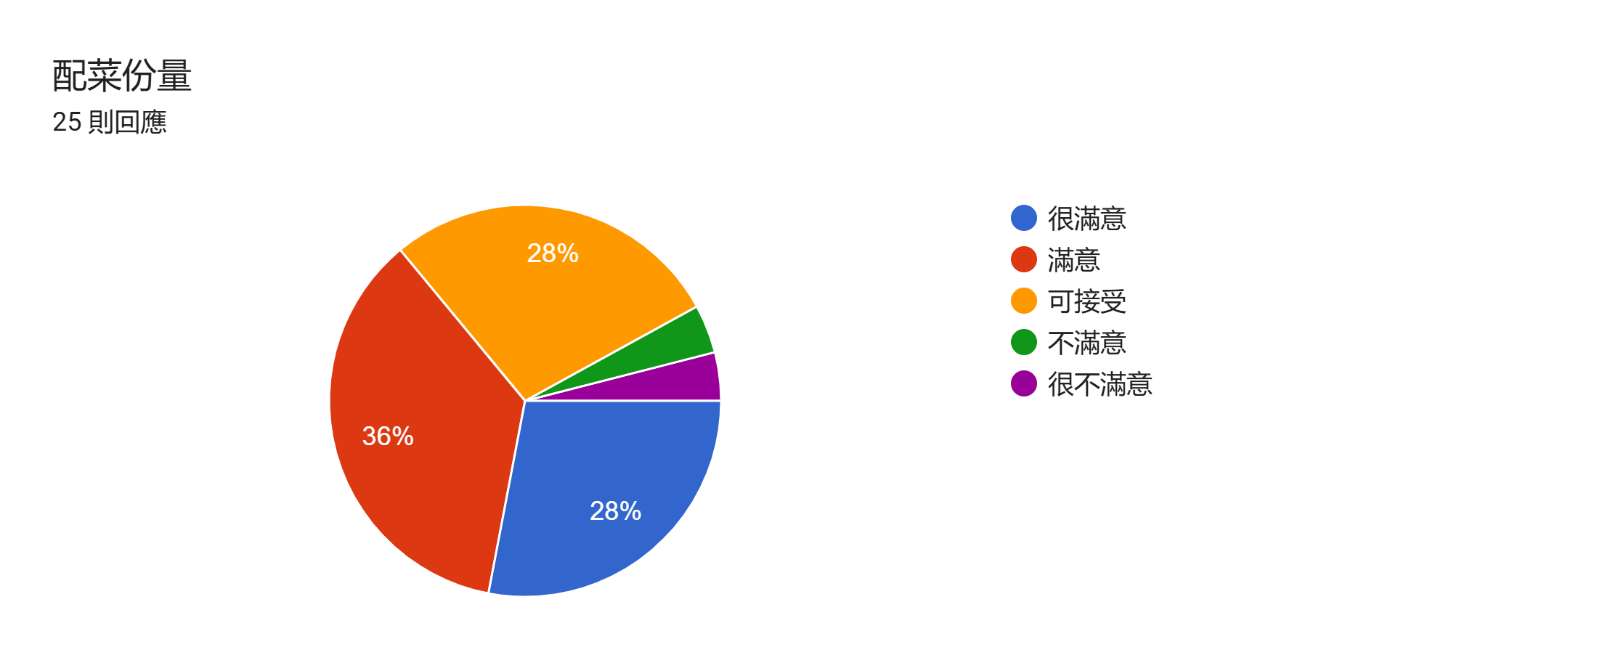 配菜份量
25 則回應
28%
36%
28%
很滿意
滿意
可接受
不滿意
很不滿意